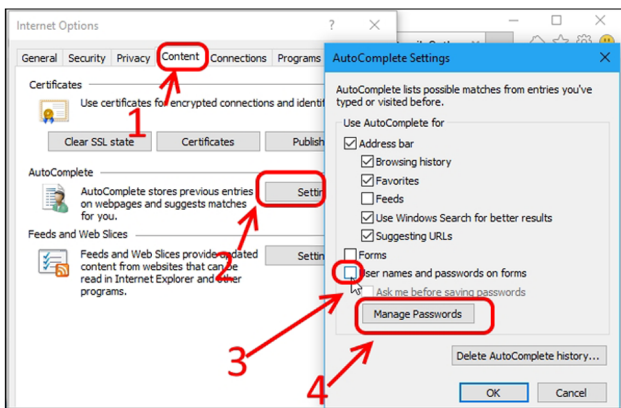 Internet Options ? ×
General Security Privacy Content Connections Programs
Certificates
Use certificates for encrypted connections and identif
Clear SSL state Certificates Publish
AutoComplete
AutoComplete stores previous entries
on webpages and suggests matches
for you.
Settin
Feeds and Web Slices
Feeds and Web Slices provide updated
content from websites that can be
read in Internet Explorer and other
programs.
Settin
AutoComplete Settings ×
AutoComplete lists possible matches from entries you've
typed or visited before.
Use AutoComplete for
Address bar
Browsing history
Favorites
Feeds
Use Windows Search for better results
Suggesting URLs
Forms
User names and passwords on forms
Ask me before saving passwords
Manage Passwords
Delete AutoComplete history...
OK Cancel
1
2
3
4